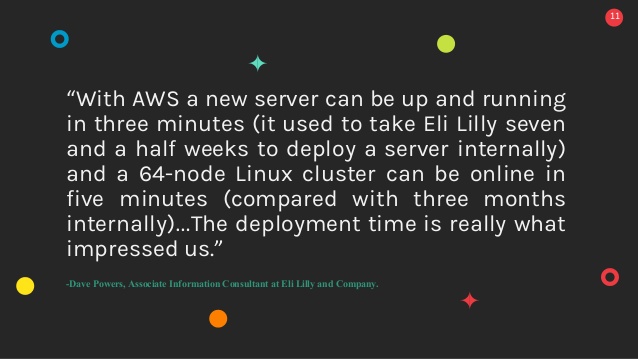 11
“With AWS a new server can be up and running
in three minutes (it used to take Eli Lilly seven
and a half weeks to deploy a server internally)
and a 64-node Linux cluster can be online in
five minutes (compared with three months
internally)...The deployment time is really what
impressed us.”
-Dave Powers, Associate Information Consultant at Eli Lilly and Company.